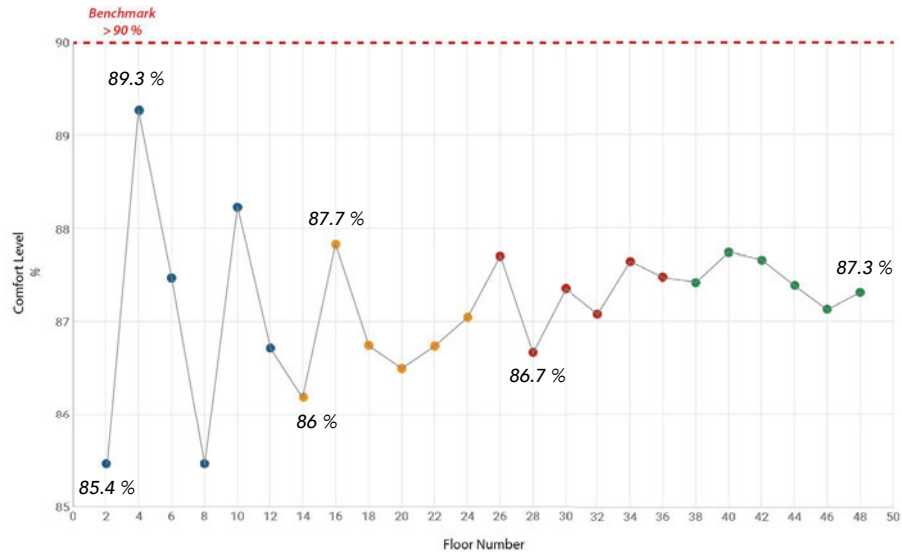 Benchmark
> 90 %
90
89.3 %
89
88
87.7 %
87.3 %
Comfort Level
%
87
86.7 %
86 %
86
85.4 %
85
0 2 4 6 8 10 12 14 16 18 20 22 24 26 28 30 32 34 36 38 40 42 44 46 48 50
Floor Number